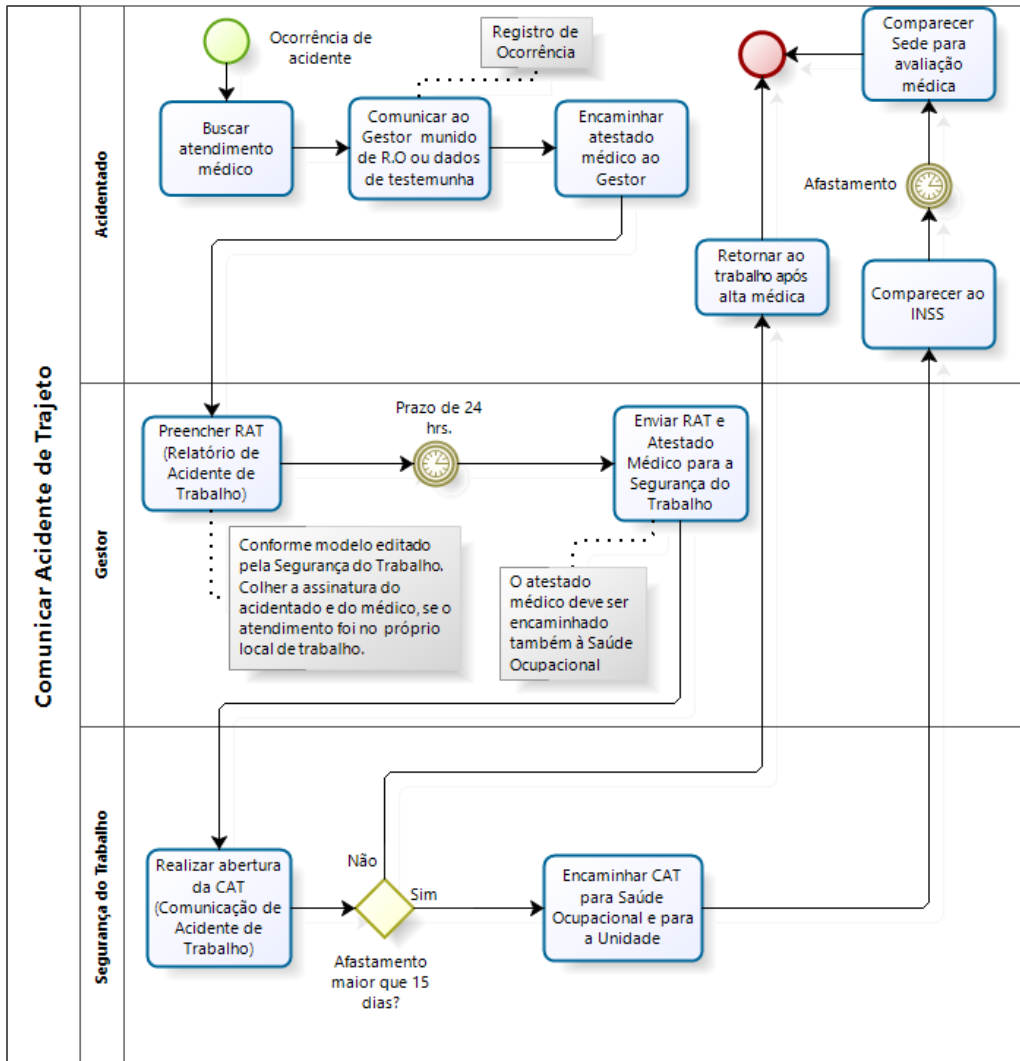 Comunicar Acidente de Trajeto
Acidentado
Ocorrência de
acidente
Registro de
Ocorrência
Buscar
atendimento
médico
Comunicar ao
Gestor munido
de R.O ou dados
de testemunha
Encaminhar
atestado
médico ao
Gestor
Comparecer
Sede para
avaliação
médica
Afastamento
Retornar ao
trabalho após
alta médica
Comparecer ao
INSS
Gestor
Preencher RAT
(Relatório de
Acidente de
Trabalho)
Prazo de 24
hrs.
Enviar RAT e
Atestado
Médico para a
Segurança do
Trabalho
Conforme modelo editado
pela Segurança do Trabalho.
Colher a assinatura do
acidentado e do médico, se o
atendimento foi no próprio
local de trabalho.
O atestado
médico deve ser
encaminhado
também à Saúde
Ocupacional
Segurança do Trabalho
Realizar abertura
da CAT
(Comunicação de
Acidente de
Trabalho)
Não
Sim
Afastamento
maior que 15
dias?
Encaminhar CAT
para Saúde
Ocupacional e para
a Unidade